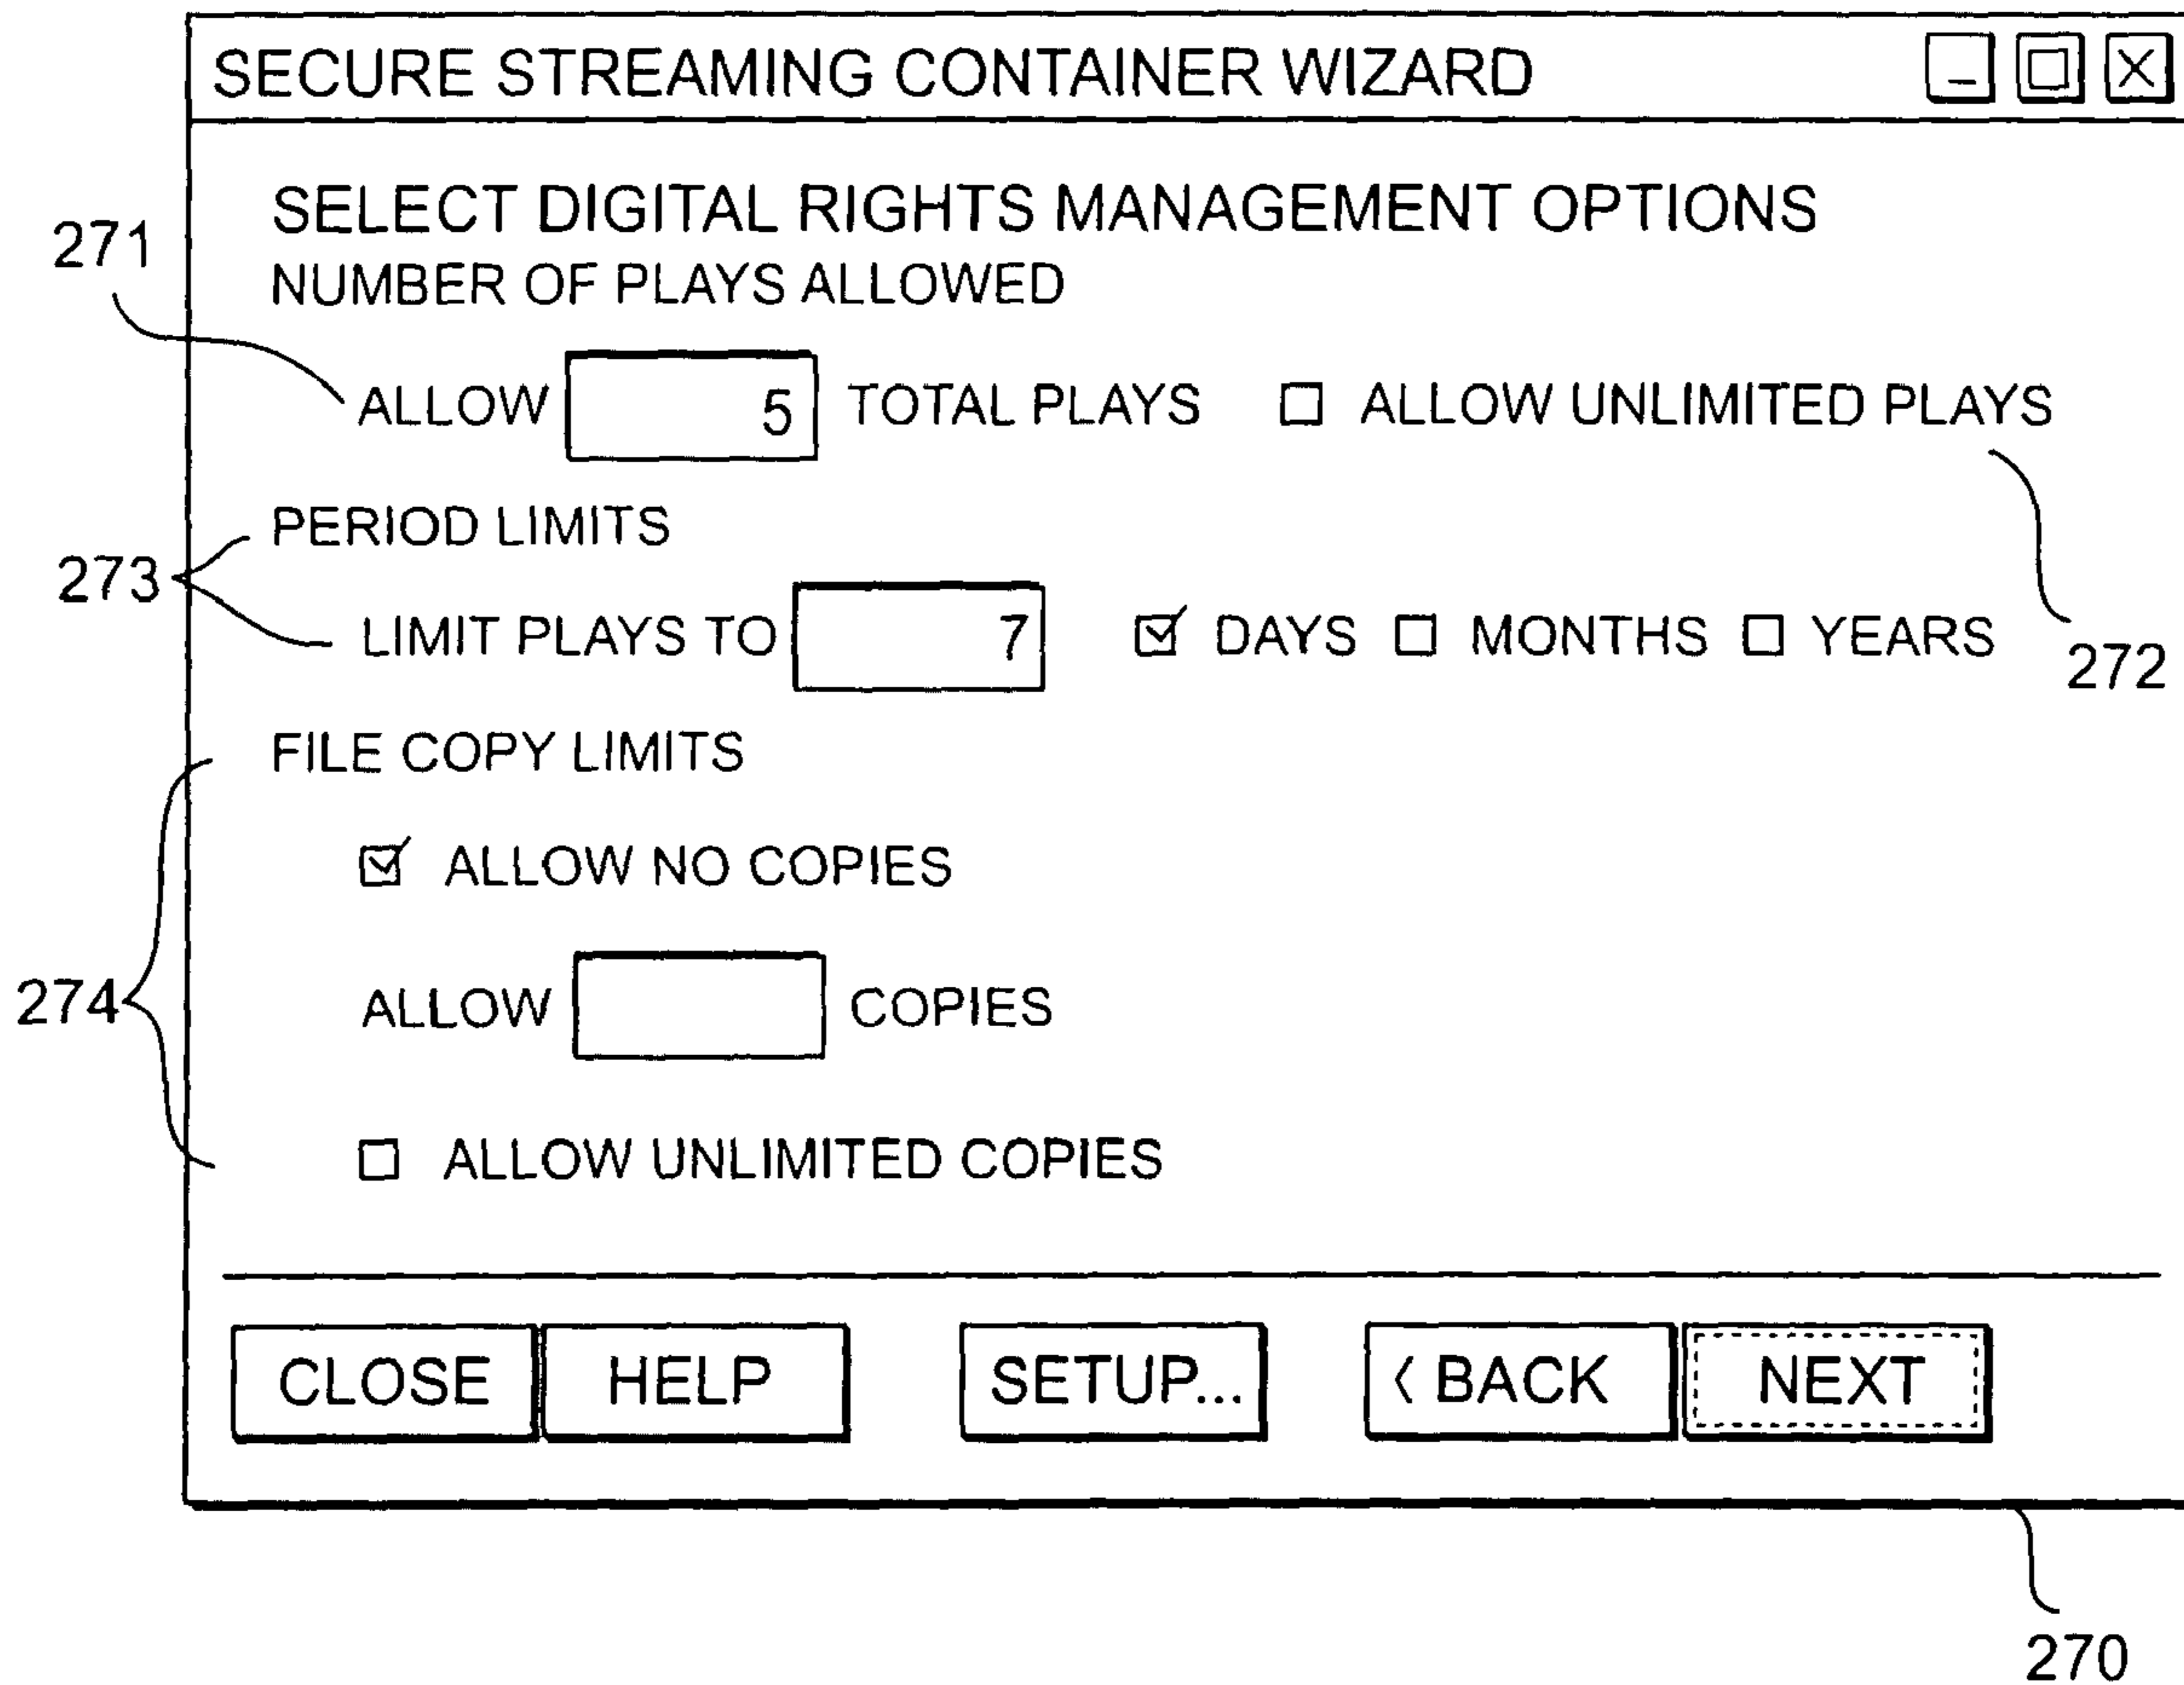 SECURE STREAMING CONTAINER WIZARD
SELECT DIGITAL RIGHTS MANAGEMENT OPTIONS
271
NUMBER OF PLAYS ALLOWED
ALLOW 5 TOTAL PLAYS ALLOW UNLIMITED PLAYS
PERIOD LIMITS
273
LIMIT PLAYS TO 7 DAYS MONTHS YEARS
272
FILE COPY LIMITS
ALLOW NO COPIES
274
ALLOW COPIES
ALLOW UNLIMITED COPIES
CLOSE HELP SETUP... < BACK NEXT
270